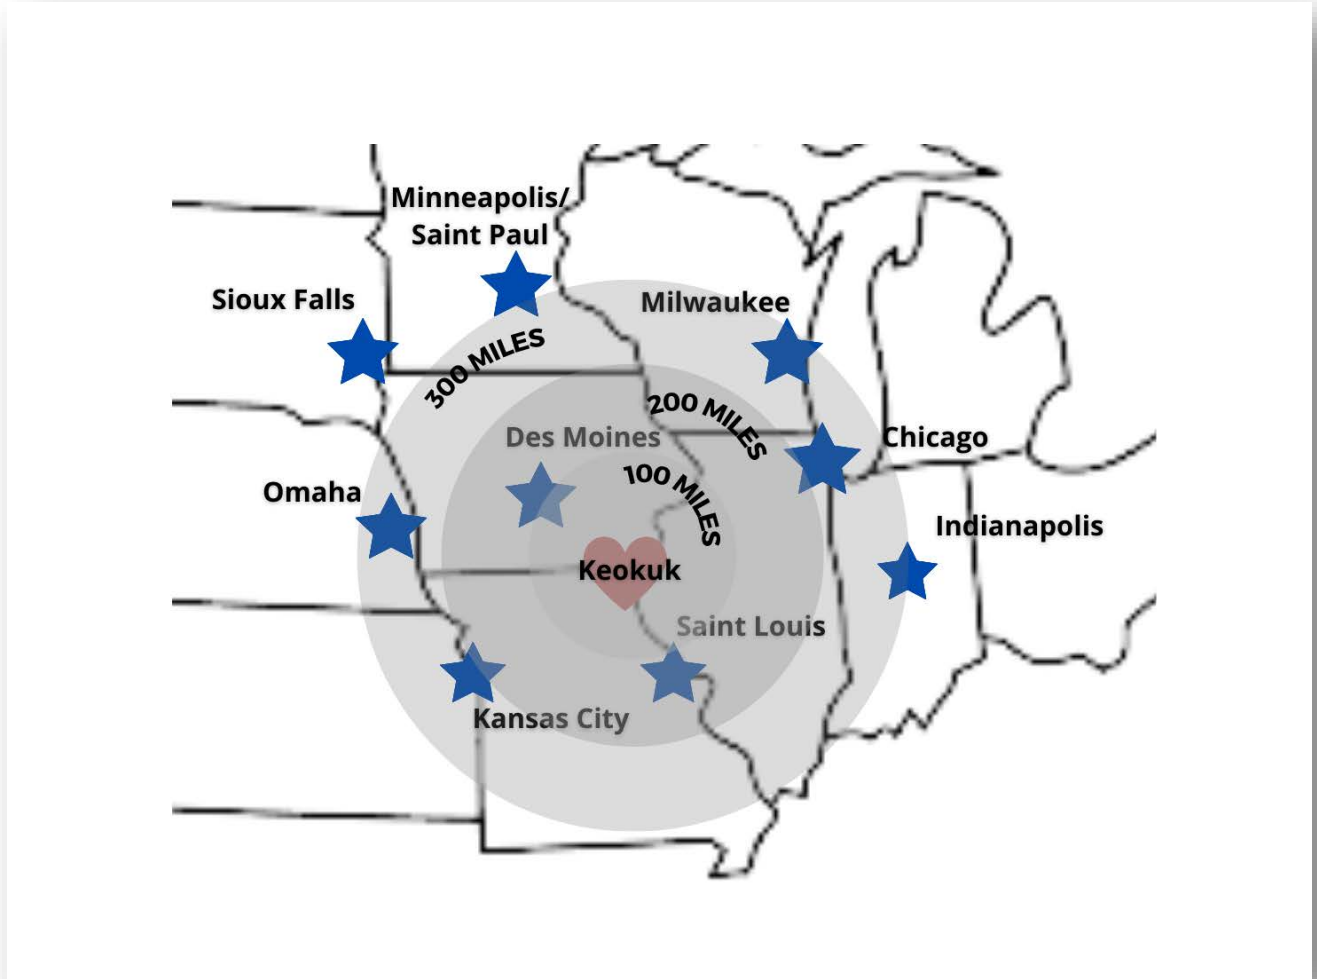 Minneapolis/
Saint Paul
Sioux Falls
Milwaukee
300 MILES
200 MILES
Des Moines
Chicago
100 MILES
Omaha
Indianapolis
Keokuk
Saint Louis
Kansas City